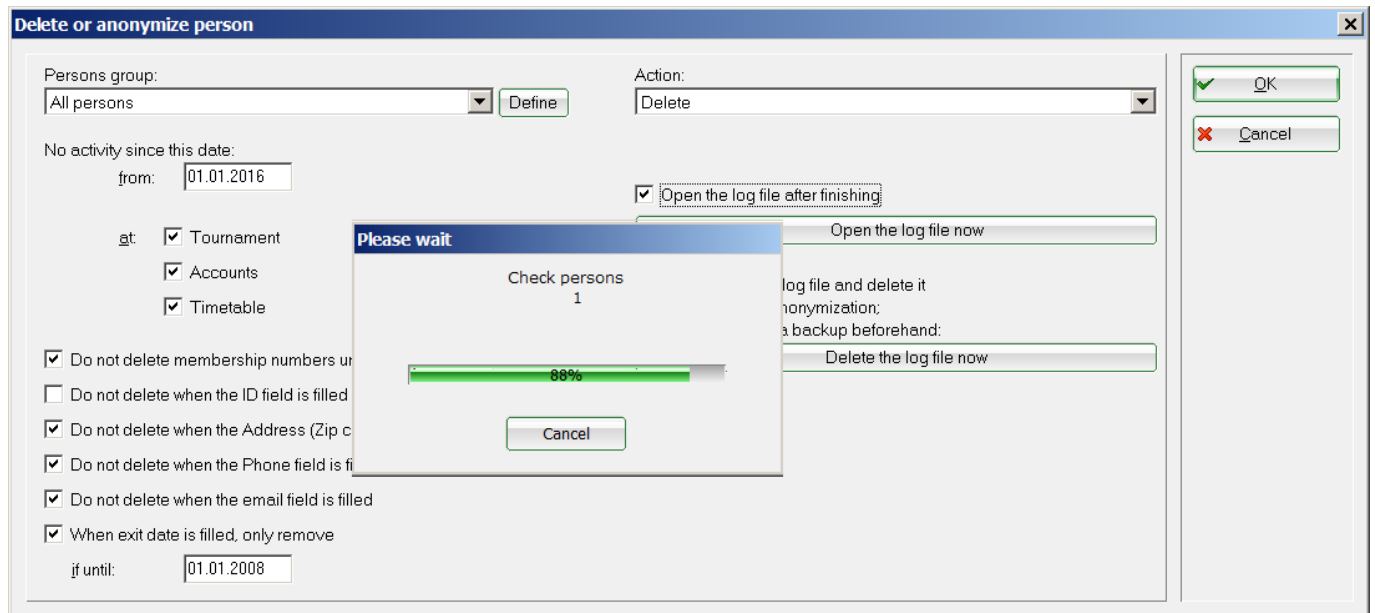 Delete or anonymize person
Persons group:
All persons
Define
No activity since this date:
from: 01.01.2016
at: Tournament
Accounts
Timetable
Do not delete membership numbers
Do not delete when the ID field is filled
Do not delete when the Address (Zip
Do not delete when the Phone field is
Do not delete when the email field is filled
When exit date is filled, only remove
if until: 01.01.2008
Action:
Delete
Open the log file after finishing
Open the log file now
log file and delete it
backup beforehand:
Delete the log file now
Please wait
Check persons
1
88%
Cancel
OK
Cancel